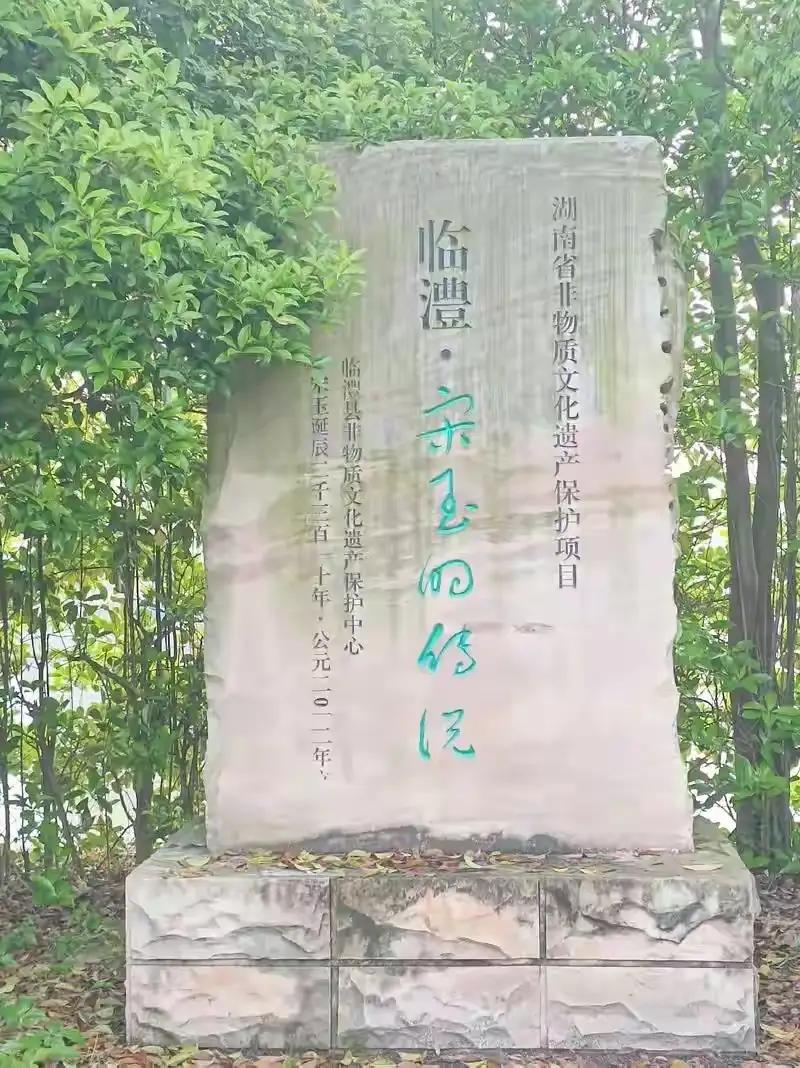 湖南省非物质文化遗产保护项目
临澧·宋玉的传说
临澧县非物质文化遗产保护中心
宋玉诞辰二千三百一十年·公元二〇一二年